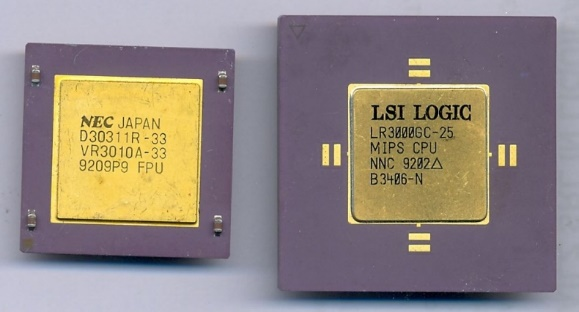 NEC JAPAN
D30311R-33
VR3010A-33
9209P9 FPU
LSI LOGIC
LR3000GC-25
MIPS CPU
NNC 9202△
B3406-N